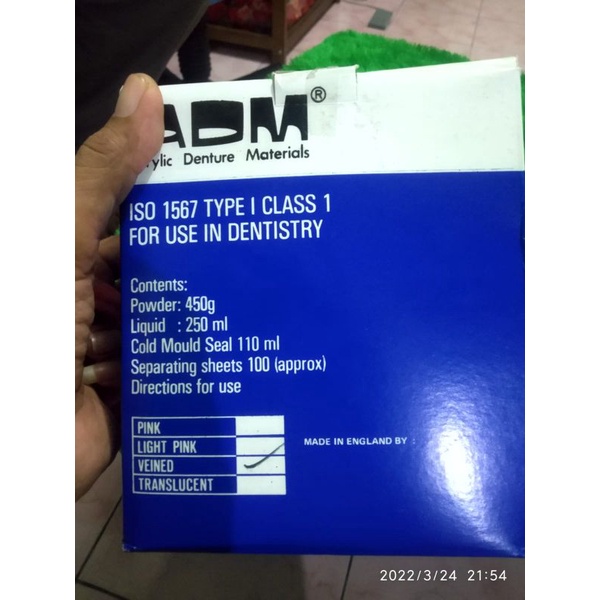 ADM®
rylic Denture Materials
ISO 1567 TYPE I CLASS 1
FOR USE IN DENTISTRY
Contents:
Powder: 450g
Liquid : 250 ml
Cold Mould Seal 110 ml
Separating sheets 100 (approx)
Directions for use
PINK
LIGHT PINK
VEINED
TRANSLUCENT
MADE IN ENGLAND BY :
2022/3/24 21:54